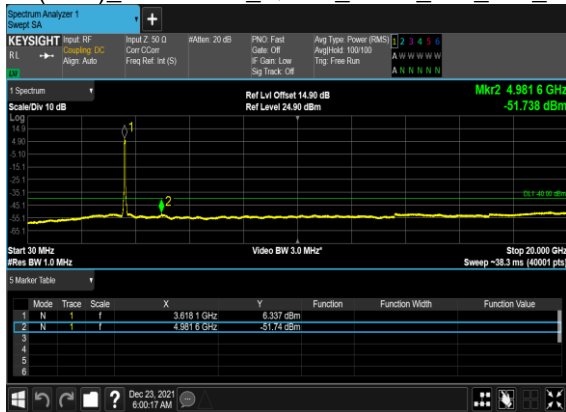 Spectrum Analyzer 1
Swept SA
+
KEYSIGHT Input: RF Input Z: 50 Ω #Atten: 20 dB PNO: Fast Avg Type: Power (RMS) 1 2 3 4 5 6
RL Coupling: DC Corr CCorr Gate: Off Avg|Hold: 100/100 A W W W W W
Align: Auto Freq Ref: Int (S) IF Gain: Low Trig: Free Run
Sig Track: Off A N N N N N
1 Spectrum Ref Lvl Offset 14.90 dB Mkr2 4.981 6 GHz
Scale/Div 10 dB Ref Level 24.90 dBm -51.738 dBm
Log
14.9
4.90
-5.10
-15.1
-25.1
-35.1
-45.1
-55.1
-65.1
1
2
DL1 -40.00 dBm
Start 30 MHz Video BW 3.0 MHz* Stop 20.000 GHz
#Res BW 1.0 MHz Sweep ~38.3 ms (40001 pts)
5 Marker Table
Mode Trace Scale X Y Function Function Width Function Value
1 N 1 f 3.618 1 GHz 6.337 dBm
2 N 1 f 4.981 6 GHz -51.74 dBm
3
4
5
6
? Dec 23, 2021
6:00:17 AM